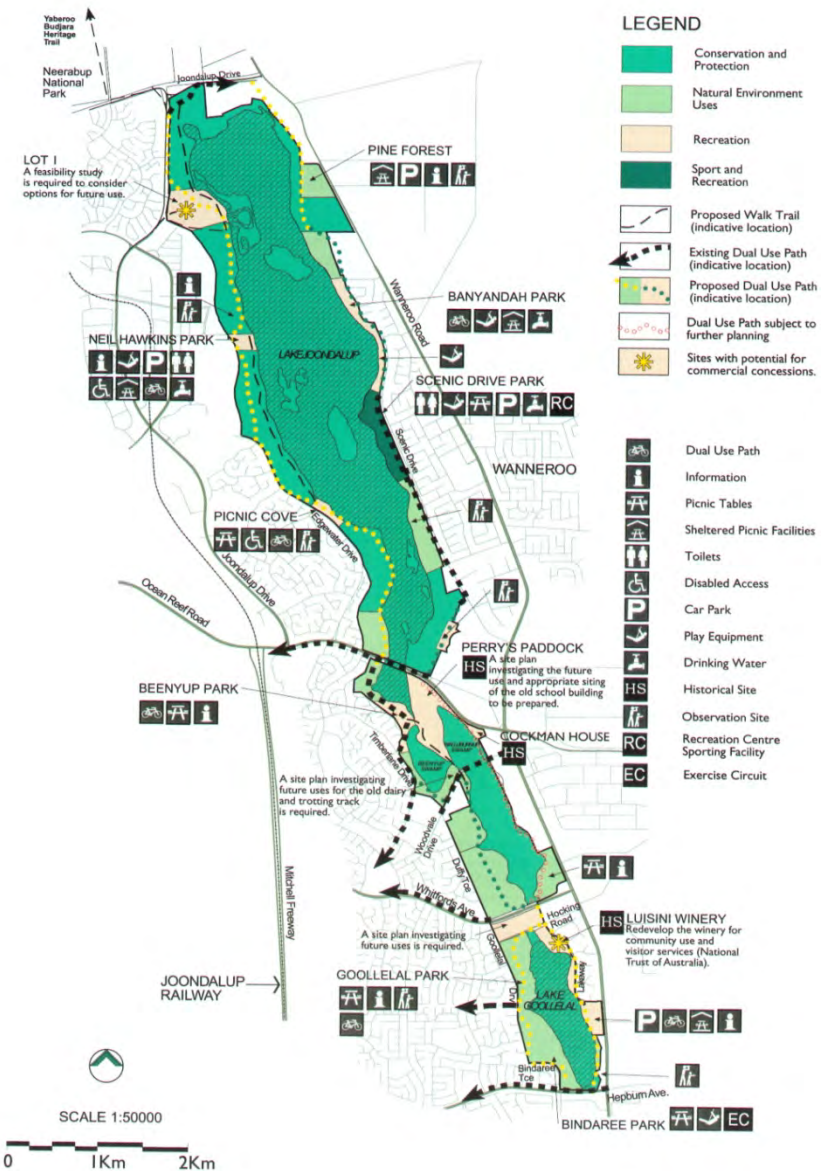 Yaberoo
Budjara
Heritage
Trail
Neerabup
National
Park
Joondalup Drive
LOT 1
A feasibility study
is required to consider
options for future use.
PINE FOREST
P
Wanneroo Road
BANYANDAH PARK
NEIL HAWKINS PARK
P
LAKE JOONDALUP
SCENIC DRIVE PARK
P
RC
Scenic Drive
WANNEROO
PICNIC COVE
Edgewater Drive
Joondalup Drive
Ocean Reef Road
PERRY'S PADDOCK
HS
A site plan
investigating the future
use and appropriate siting
of the old school building
to be prepared.
BEENYUP PARK
COCKMAN HOUSE
HS
WALLUBURNUP
SWAMP
BEENYUP
SWAMP
Timberlane Drive
A site plan investigating
future uses for the old dairy
and trotting track
is required.
Woodvale
Drive
Duffy Tce
Whitfords Ave.
Mitchell Freeway
Hocking
Road
A site plan investigating
future uses is required.
Goollelal
Drive
HS
LUISINI WINERY
Redevelop the winery for
community use and
visitor services (National
Trust of Australia).
JOONDALUP
RAILWAY
GOOLLELAL PARK
LAKE
GOOLLELAL
Lakeway
P
Bindaree
Tce
Hepburn Ave.
BINDAREE PARK
EC
SCALE 1:50000
0 1Km 2Km
LEGEND
Conservation and
Protection
Natural Environment
Uses
Recreation
Sport and
Recreation
Proposed Walk Trail
(indicative location)
Existing Dual Use Path
(indicative location)
Proposed Dual Use Path
(indicative location)
Dual Use Path subject to
further planning
Sites with potential for
commercial concessions.
Dual Use Path
Information
Picnic Tables
Sheltered Picnic Facilities
Toilets
Disabled Access
P Car Park
Play Equipment
Drinking Water
HS Historical Site
Observation Site
RC Recreation Centre
Sporting Facility
EC Exercise Circuit